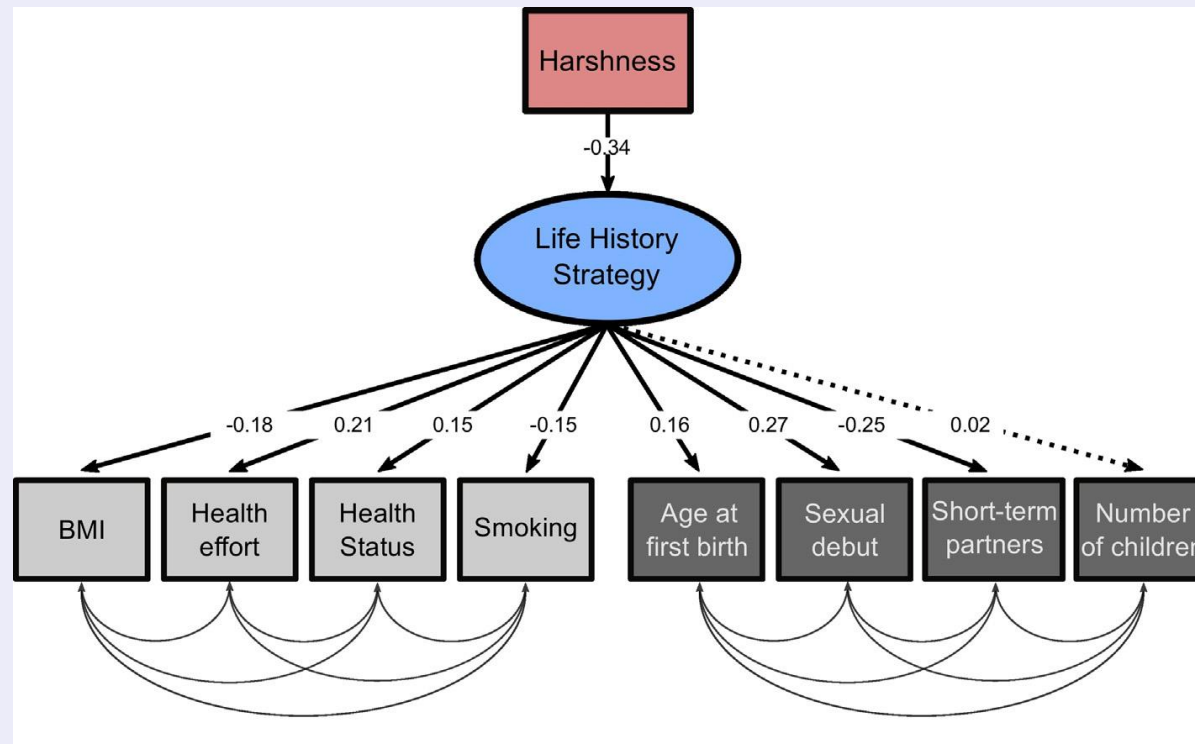 Harshness
-0.34
Life History
Strategy
-0.18
0.21
0.15
-0.15
0.16
0.27
-0.25
0.02
BMI
Health
effort
Health
Status
Smoking
Age at
first birth
Sexual
debut
Short-term
partners
Number
of children